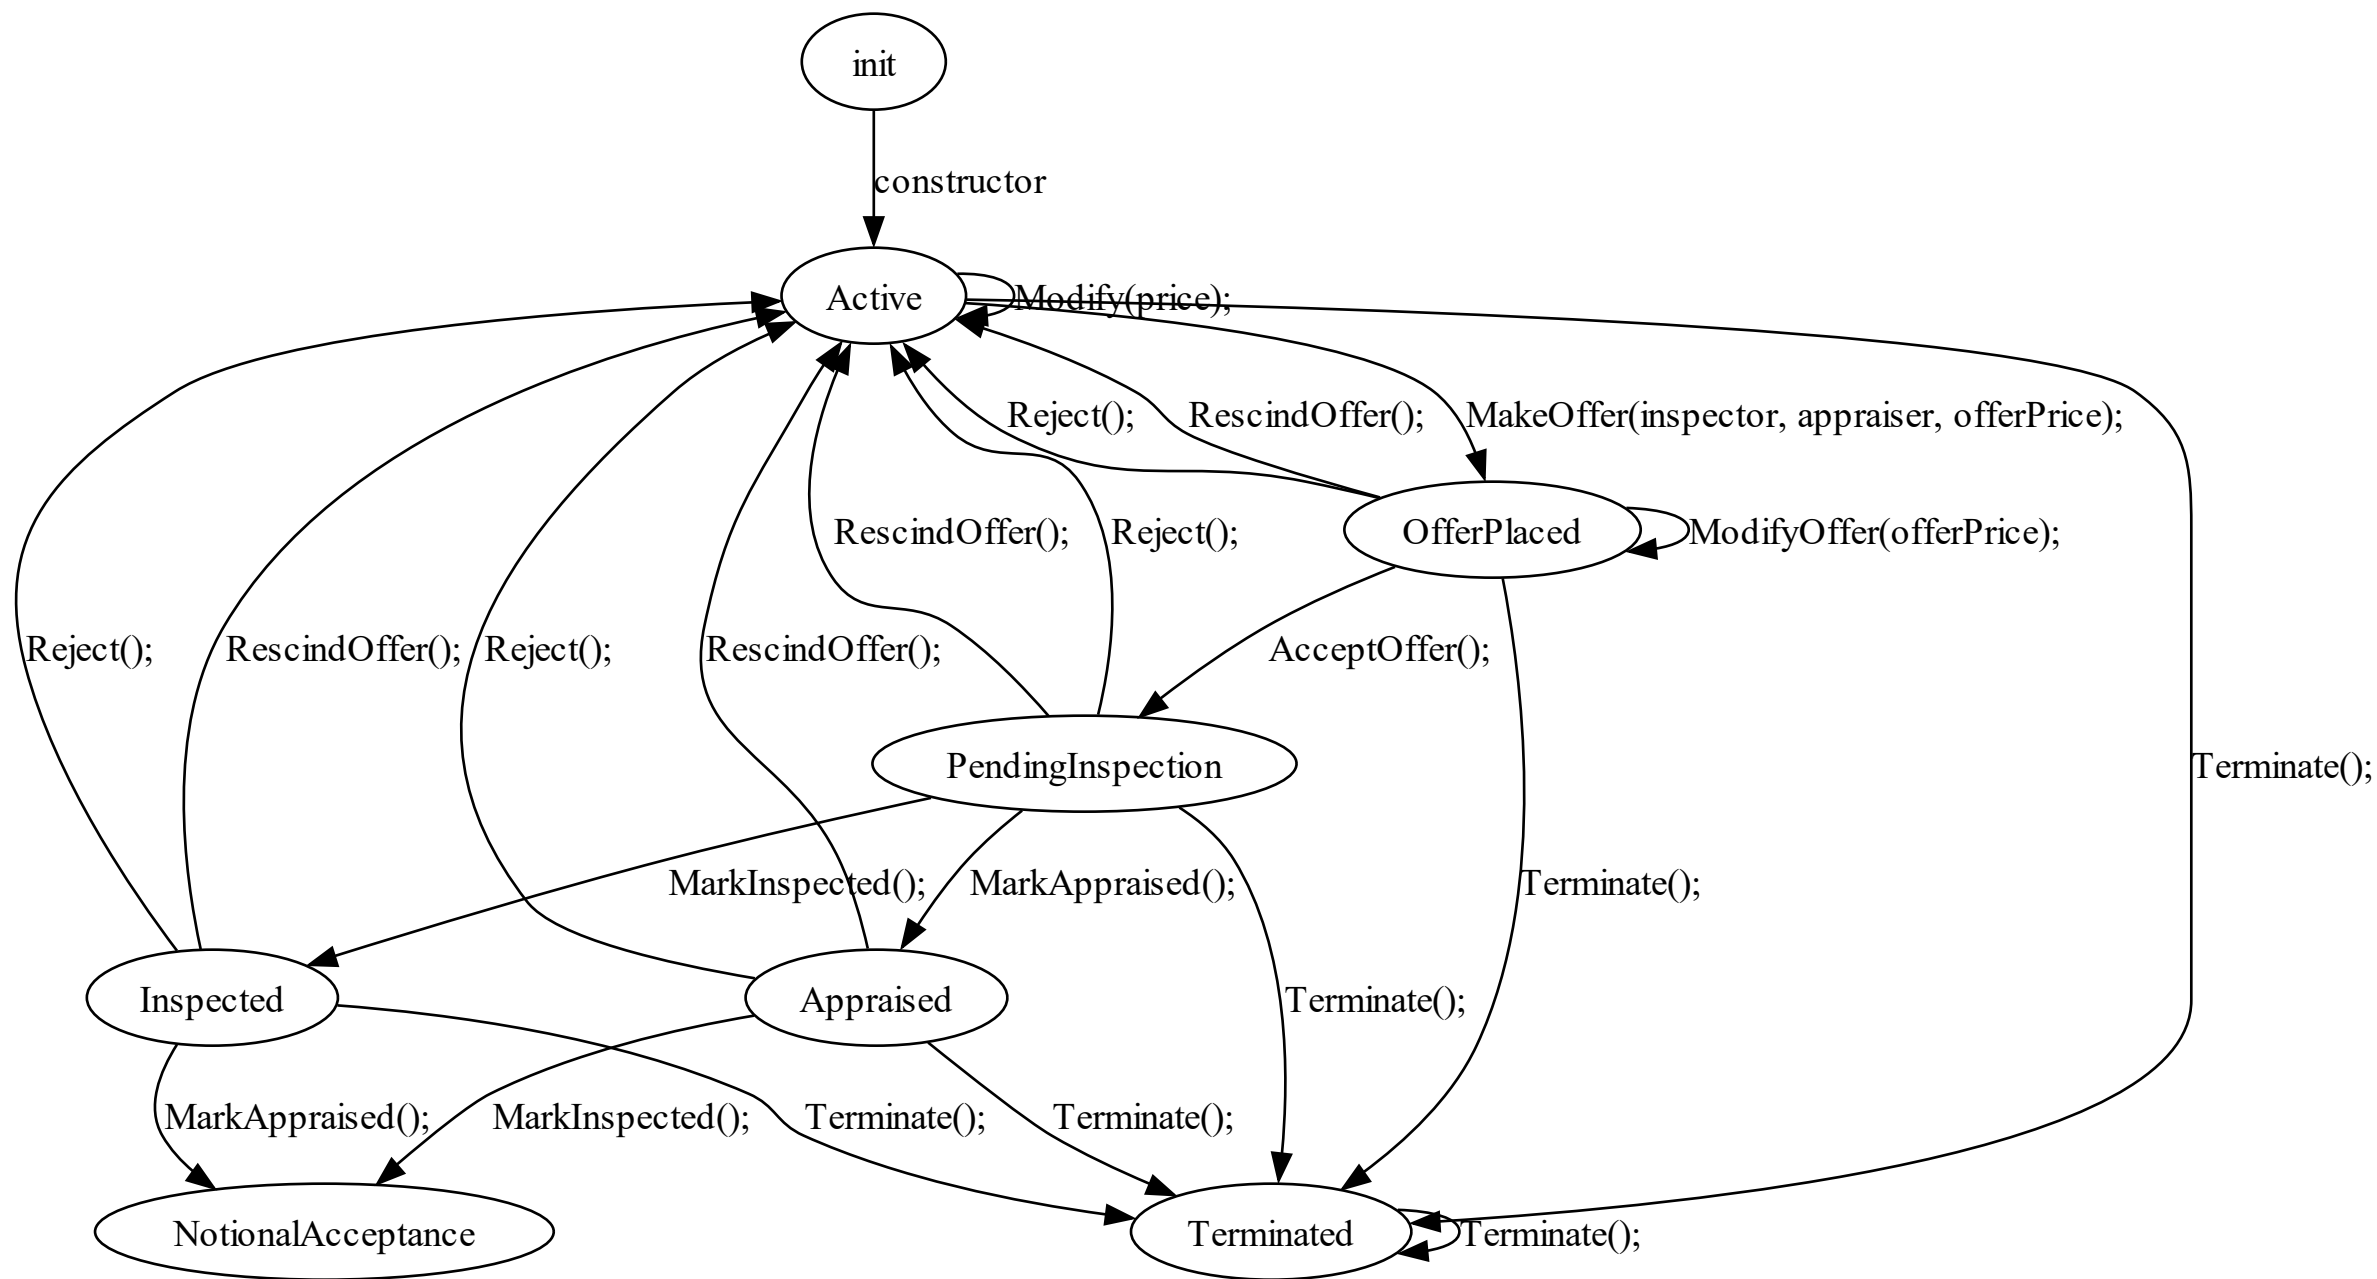 init
constructor
Active
Modify(price);
Reject();
RescindOffer();
MakeOffer(inspector, appraiser, offerPrice);
RescindOffer();
Reject();
OfferPlaced
ModifyOffer(offerPrice);
Reject();
RescindOffer();
Reject();
RescindOffer();
AcceptOffer();
PendingInspection
Terminate();
MarkInspected();
MarkAppraised();
Terminate();
Inspected
Appraised
Terminate();
MarkAppraised();
MarkInspected();
Terminate();
Terminate();
NotionalAcceptance
Terminated
Terminate();